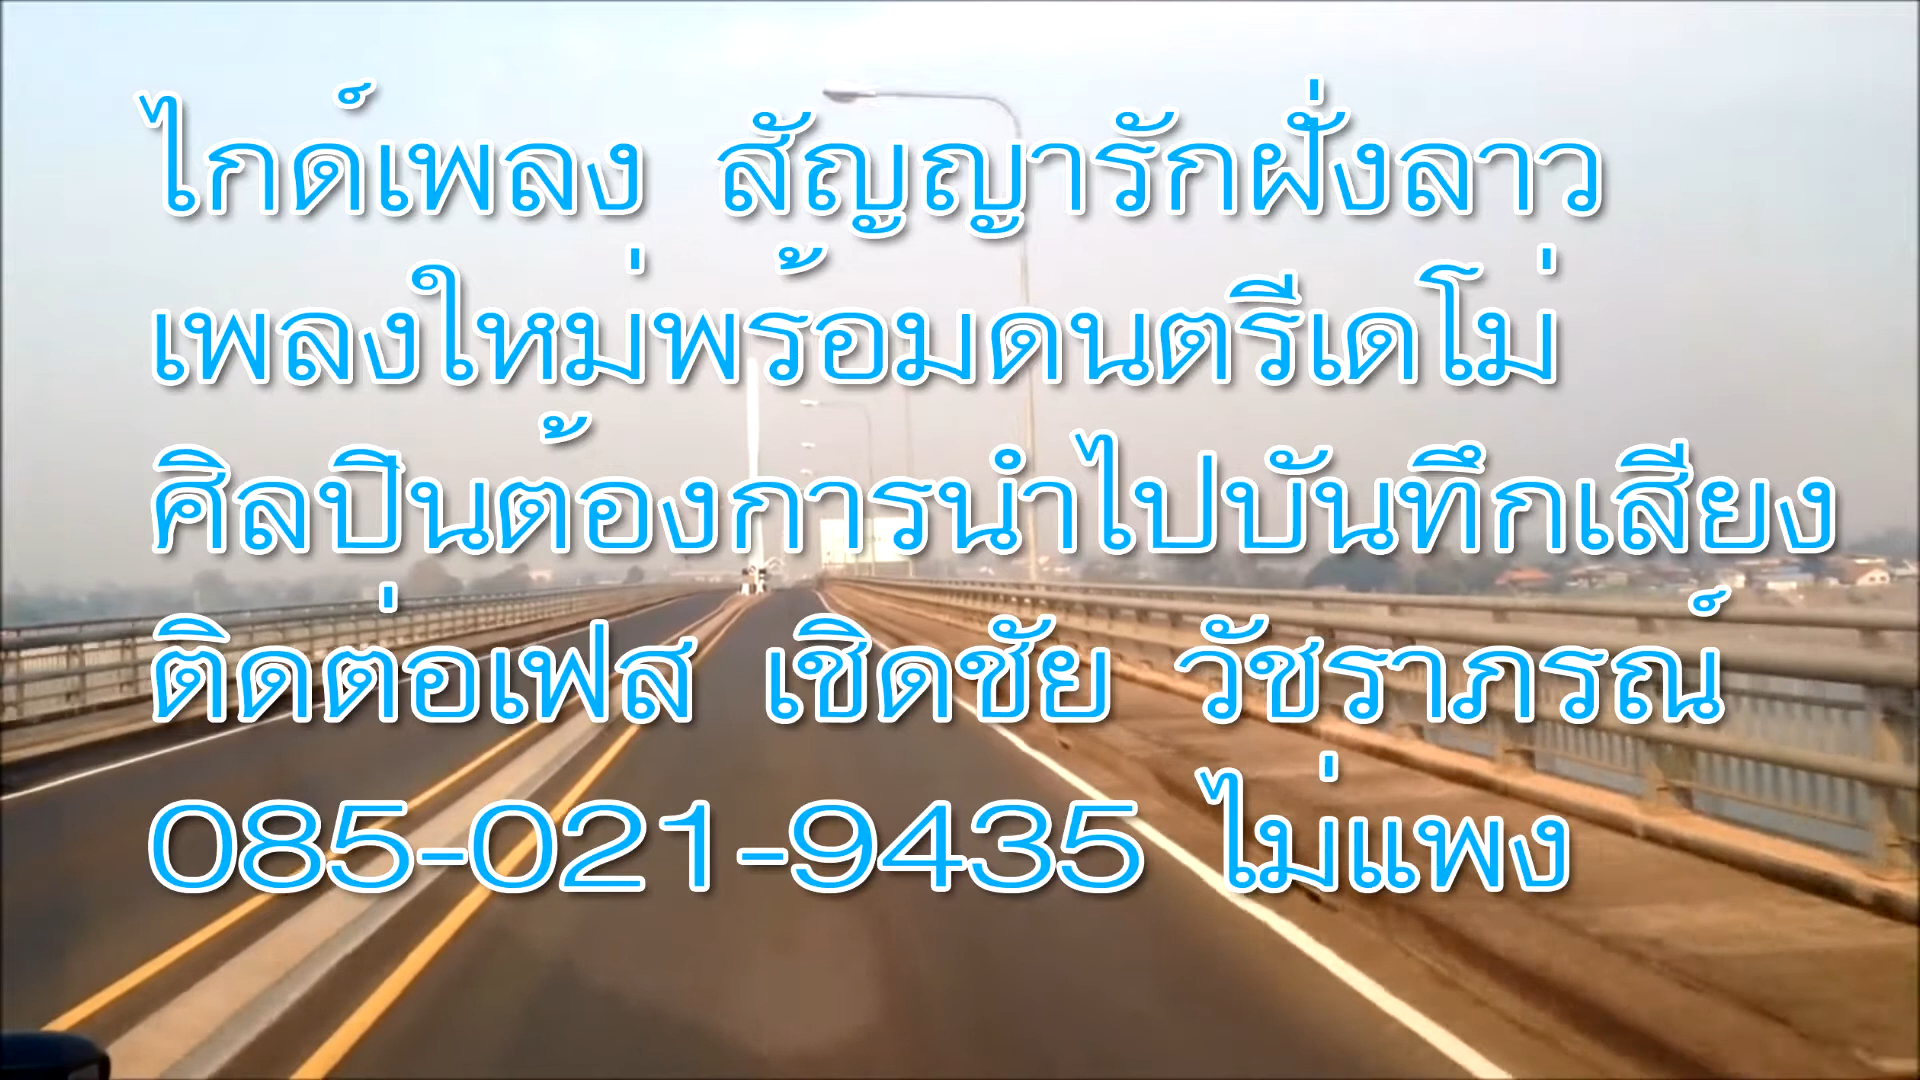 ไกด์เพลง สัญญารักฝั่งลาว
เพลงใหม่พร้อมดนตรีเดโม่
ศิลปินต้องการนำไปบันทึกเสียง
ติดต่อเฟส เชิดชัย วัชราภรณ์
085-021-9435 ไม่แพง